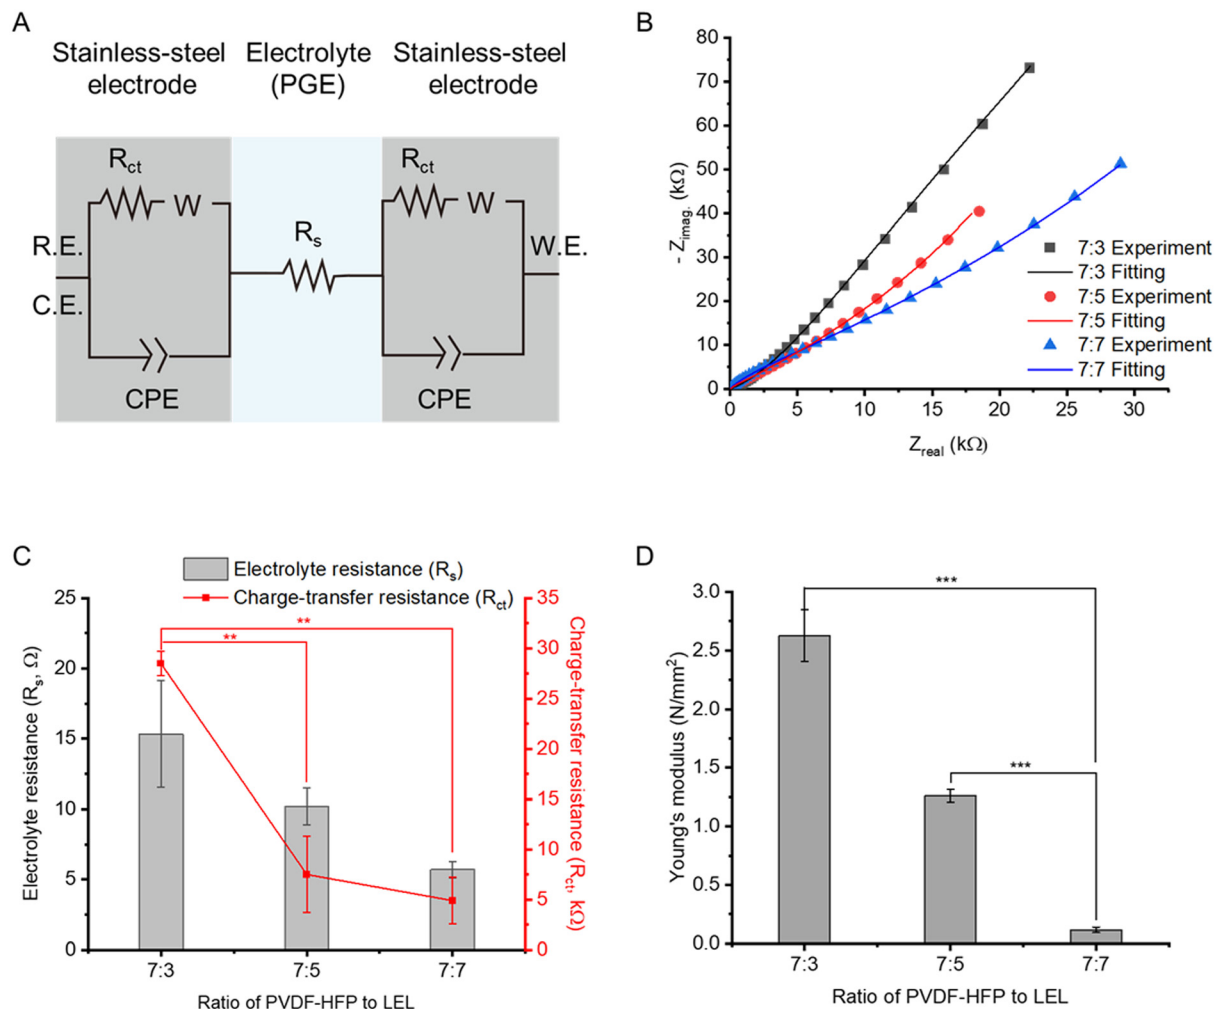 A
Stainless-steel
electrode
Electrolyte
(PGE)
Stainless-steel
electrode
Rct
W
Rs
Rct
W
R.E.
C.E.
W.E.
CPE
CPE
B
- Zimag. (kΩ)
80
70
60
50
40
30
20
10
0
0 5 10 15 20 25 30
Zreal (kΩ)
7:3 Experiment
7:3 Fitting
7:5 Experiment
7:5 Fitting
7:7 Experiment
7:7 Fitting
C
Electrolyte resistance (Rs)
Charge-transfer resistance (Rct)
Electrolyte resistance (Rs, Ω)
25
20
15
10
5
0
**
**
35
30
25
20
15
10
5
0
Charge-transfer
resistance (Rct, kΩ)
7:3 7:5 7:7
Ratio of PVDF-HFP to LEL
D
Young's modulus (N/mm²)
3.0
2.5
2.0
1.5
1.0
0.5
0.0
***
***
7:3 7:5 7:7
Ratio of PVDF-HFP to LEL